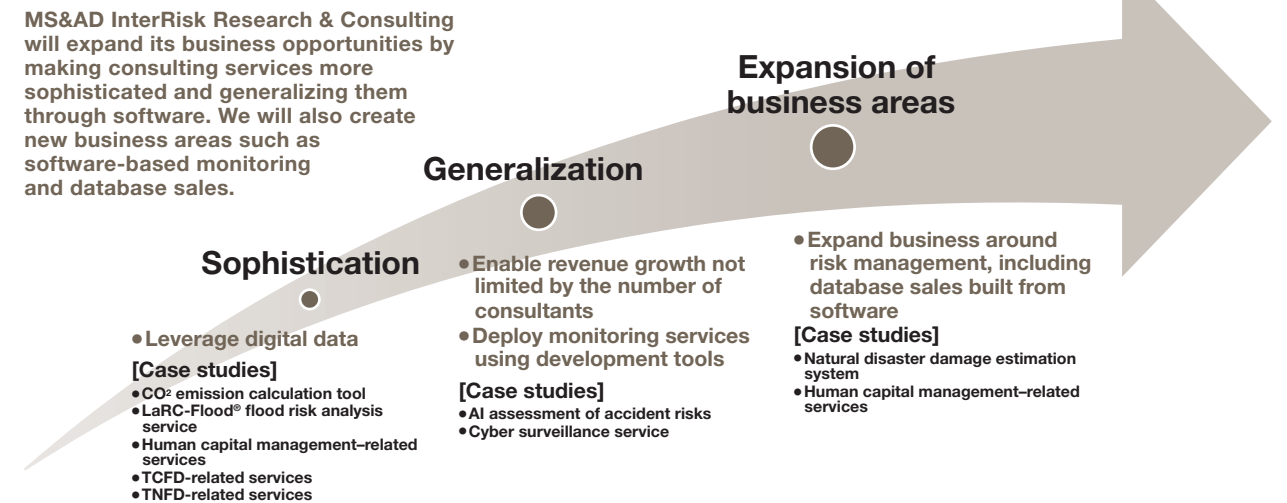 MS&AD InterRisk Research & Consulting
will expand its business opportunities by
making consulting services more
sophisticated and generalizing them
through software. We will also create
new business areas such as
software-based monitoring
and database sales.
Sophistication
●Leverage digital data
[Case studies]
●CO² emission calculation tool
●LaRC-Flood® flood risk analysis
service
●Human capital management–related
services
●TCFD-related services
●TNFD-related services
Generalization
●Enable revenue growth not
limited by the number of
consultants
●Deploy monitoring services
using development tools
[Case studies]
●AI assessment of accident risks
●Cyber surveillance service
Expansion of
business areas
●Expand business around
risk management, including
database sales built from
software
[Case studies]
●Natural disaster damage estimation
system
●Human capital management–related
services